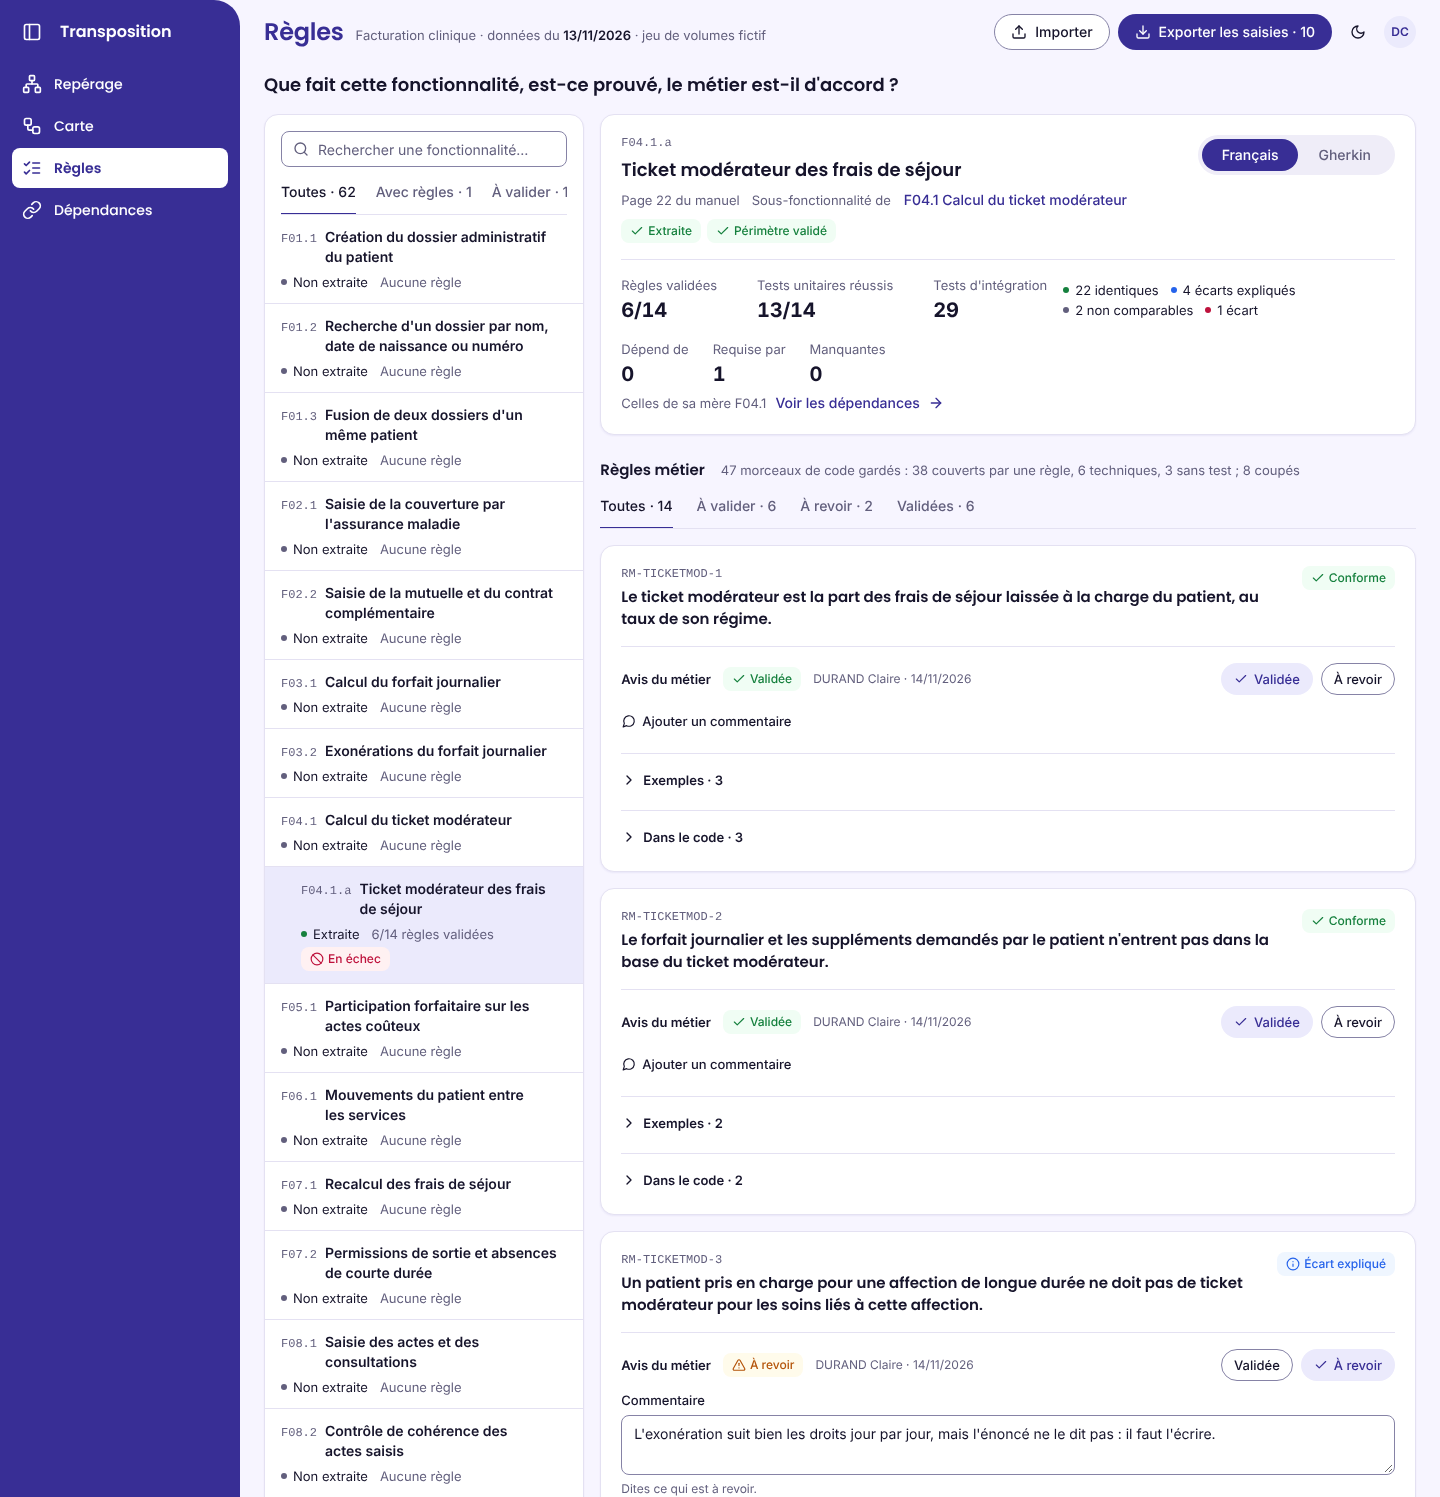 Transposition
Repérage
Carte
Règles
Dépendances
Règles
Facturation clinique · données du 13/11/2026 · jeu de volumes fictif
Importer
Exporter les saisies · 10
DC
Que fait cette fonctionnalité, est-ce prouvé, le métier est-il d'accord ?
Rechercher une fonctionnalité...
Toutes · 62
Avec règles · 1
À valider · 1
F01.1 Création du dossier administratif
du patient
Non extraite Aucune règle
F01.2 Recherche d'un dossier par nom,
date de naissance ou numéro
Non extraite Aucune règle
F01.3 Fusion de deux dossiers d'un
même patient
Non extraite Aucune règle
F02.1 Saisie de la couverture par
l'assurance maladie
Non extraite Aucune règle
F02.2 Saisie de la mutuelle et du contrat
complémentaire
Non extraite Aucune règle
F03.1 Calcul du forfait journalier
Non extraite Aucune règle
F03.2 Exonérations du forfait journalier
Non extraite Aucune règle
F04.1 Calcul du ticket modérateur
Non extraite Aucune règle
F04.1.a Ticket modérateur des frais
de séjour
Extraite 6/14 règles validées
En échec
F05.1 Participation forfaitaire sur les
actes coûteux
Non extraite Aucune règle
F06.1 Mouvements du patient entre
les services
Non extraite Aucune règle
F07.1 Recalcul des frais de séjour
Non extraite Aucune règle
F07.2 Permissions de sortie et absences
de courte durée
Non extraite Aucune règle
F08.1 Saisie des actes et des
consultations
Non extraite Aucune règle
F08.2 Contrôle de cohérence des
actes saisis
Non extraite Aucune règle
F04.1.a
Ticket modérateur des frais de séjour
Français
Gherkin
Page 22 du manuel Sous-fonctionnalité de F04.1 Calcul du ticket modérateur
Extraite
Périmètre validé
Règles validées
6/14
Tests unitaires réussis
13/14
Tests d'intégration
29
22 identiques 4 écarts expliqués
2 non comparables 1 écart
Dépend de
0
Requise par
1
Manquantes
0
Celles de sa mère F04.1 Voir les dépendances
Règles métier 47 morceaux de code gardés : 38 couverts par une règle, 6 techniques, 3 sans test ; 8 coupés
Toutes · 14
À valider · 6
À revoir · 2
Validées · 6
RM-TICKETMOD-1
Conforme
Le ticket modérateur est la part des frais de séjour laissée à la charge du patient, au
taux de son régime.
Avis du métier Validée DURAND Claire · 14/11/2026
Validée
À revoir
Ajouter un commentaire
Exemples · 3
Dans le code · 3
RM-TICKETMOD-2
Conforme
Le forfait journalier et les suppléments demandés par le patient n'entrent pas dans la
base du ticket modérateur.
Avis du métier Validée DURAND Claire · 14/11/2026
Validée
À revoir
Ajouter un commentaire
Exemples · 2
Dans le code · 2
RM-TICKETMOD-3
Écart expliqué
Un patient pris en charge pour une affection de longue durée ne doit pas de ticket
modérateur pour les soins liés à cette affection.
Avis du métier À revoir DURAND Claire · 14/11/2026
Validée
À revoir
Commentaire
L'exonération suit bien les droits jour par jour, mais l'énoncé ne le dit pas : il faut l'écrire.
Dites ce qui est à revoir.